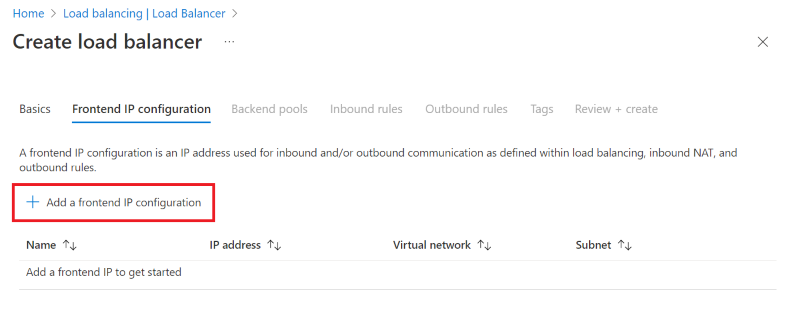 Home > Load balancing | Load Balancer >
Create load balancer ...
Basics Frontend IP configuration Backend pools Inbound rules Outbound rules Tags Review + create
A frontend IP configuration is an IP address used for inbound and/or outbound communication as defined within load balancing, inbound NAT, and
outbound rules.
+ Add a frontend IP configuration
Name ↑↓ IP address ↑↓ Virtual network ↑↓ Subnet ↑↓
Add a frontend IP to get started